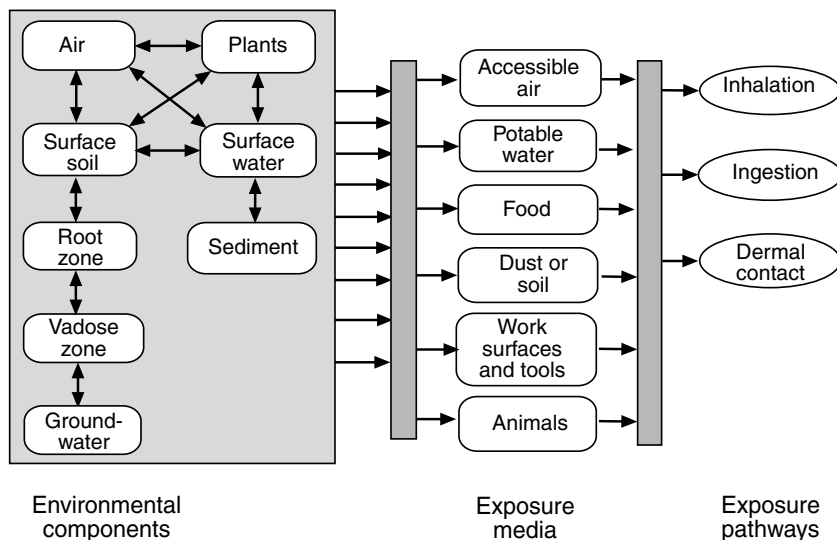 Air
Plants
Surface
soil
Surface
water
Root
zone
Sediment
Vadose
zone
Ground-
water
Accessible
air
Potable
water
Food
Dust or
soil
Work
surfaces
and tools
Animals
Inhalation
Ingestion
Dermal
contact
Environmental
components
Exposure
media
Exposure
pathways